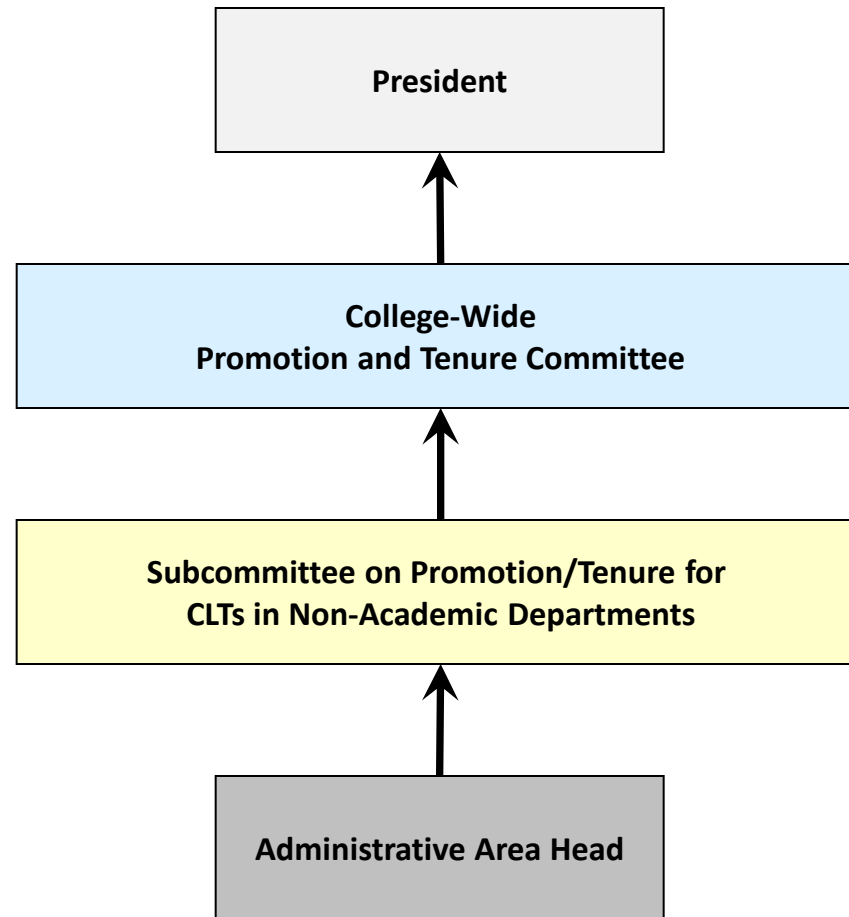 President
College-Wide
Promotion and Tenure Committee
Subcommittee on Promotion/Tenure for
CLTs in Non-Academic Departments
Administrative Area Head